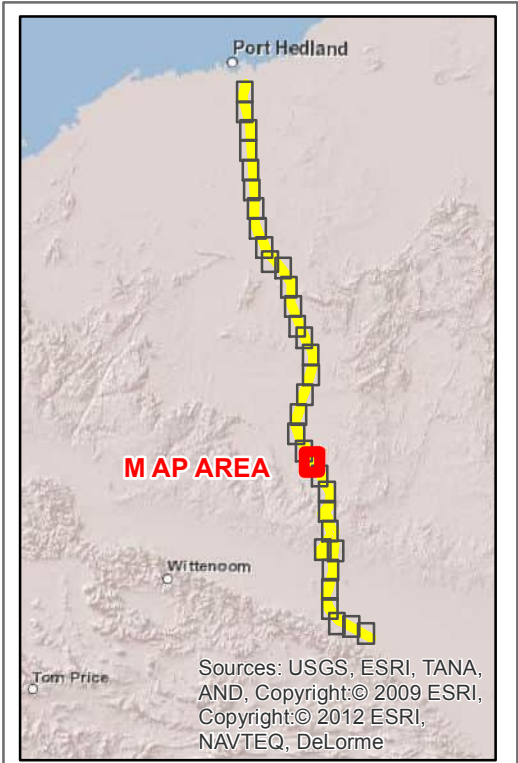 Port Hedland
M AP AREA
Wittenoom
Tom Price
Sources: USGS, ESRI, TANA,
AND, Copyright:© 2009 ESRI,
Copyright:© 2012 ESRI,
NAVTEQ, DeLorme